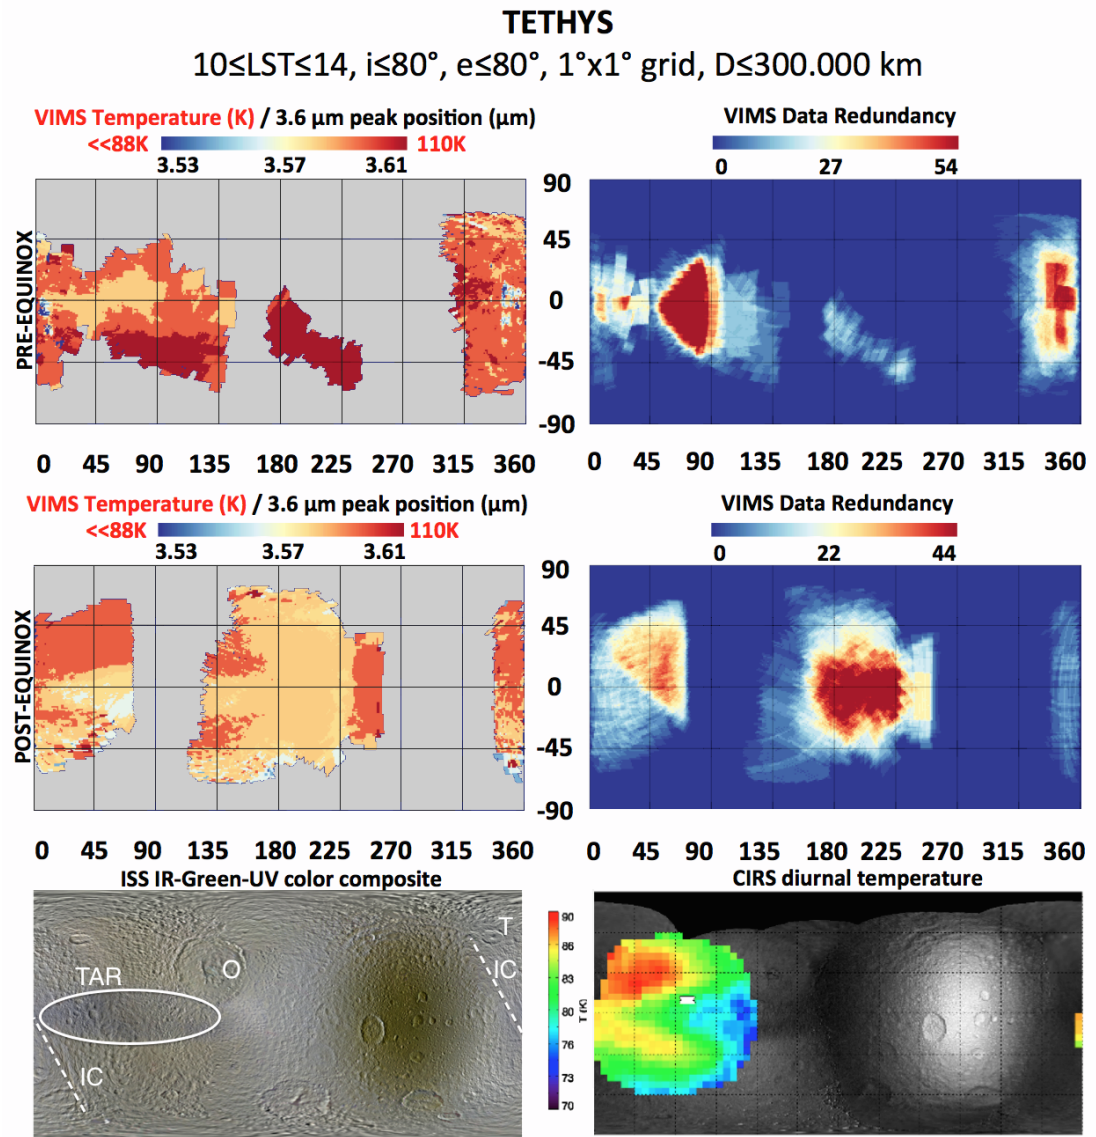 TETHYS
10≤LST≤14, i≤80°, e≤80°, 1°x1° grid, D≤300.000 km
VIMS Temperature (K) / 3.6 µm peak position (µm)
<<88K 110K
3.53 3.57 3.61
VIMS Data Redundancy
0 27 54
PRE-EQUINOX
90
45
0
-45
-90
0 45 90 135 180 225 270 315 360
0 45 90 135 180 225 270 315 360
VIMS Temperature (K) / 3.6 µm peak position (µm)
<<88K 110K
3.53 3.57 3.61
VIMS Data Redundancy
0 22 44
POST-EQUINOX
90
45
0
-45
-90
0 45 90 135 180 225 270 315 360
0 45 90 135 180 225 270 315 360
ISS IR-Green-UV color composite
TAR
O
T
IC
IC
CIRS diurnal temperature
90
86
83
80
76
73
70
T (K)